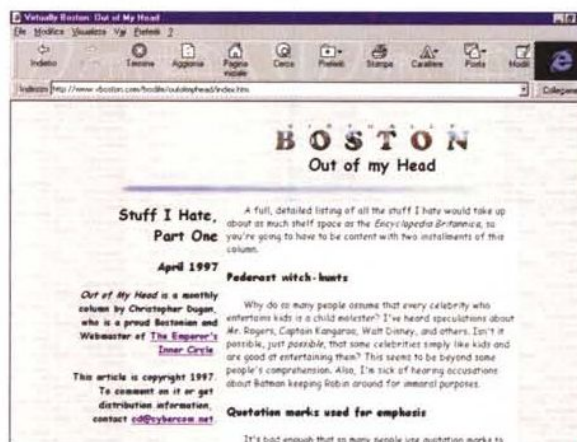 Virtually Boston: Out of My Head
File Modifica Visualizza Vai Preferiti ?
Indietro Termina Aggiorna Pagina iniziale Cerca Preferiti Stampa Carattere Posta Modifi
Indirizzo http://www.vboston.com/boslife/outofmyhead/index.htm Collegame
VIRTUALLY
BOSTON
Out of my Head
Stuff I Hate,
Part One
April 1997
Out of My Head is a monthly
column by Christopher Dugan,
who is a proud Bostonian and
Webmaster of The Emperor's
Inner Circle.
This article is copyright 1997.
To comment on it or get
distribution information,
contact cd@cybercom.net.
A full, detailed listing of all the stuff I hate would take up
about as much shelf space as the Encyclopedia Britannica, so
you're going to have to be content with two installments of this
column.
Pederast witch-hunts
Why do so many people assume that every celebrity who
entertains kids is a child molester? I've heard speculations about
Mr. Rogers, Captain Kangaroo, Walt Disney, and others. Isn't it
possible, just possible, that some celebrities simply like kids and
are good at entertaining them? This seems to be beyond some
people's comprehension. Also, I'm sick of hearing accusations
about Batman keeping Robin around for immoral purposes.
Quotation marks used for emphasis
It's bad enough that so many people use quotation marks to